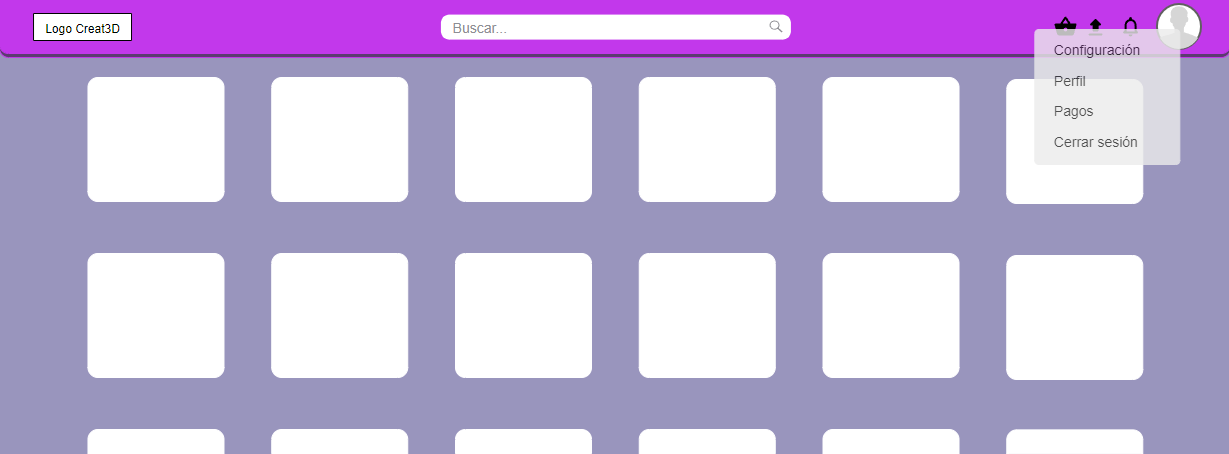 Logo Creat3D
Buscar...
Configuración
Perfil
Pagos
Cerrar sesión